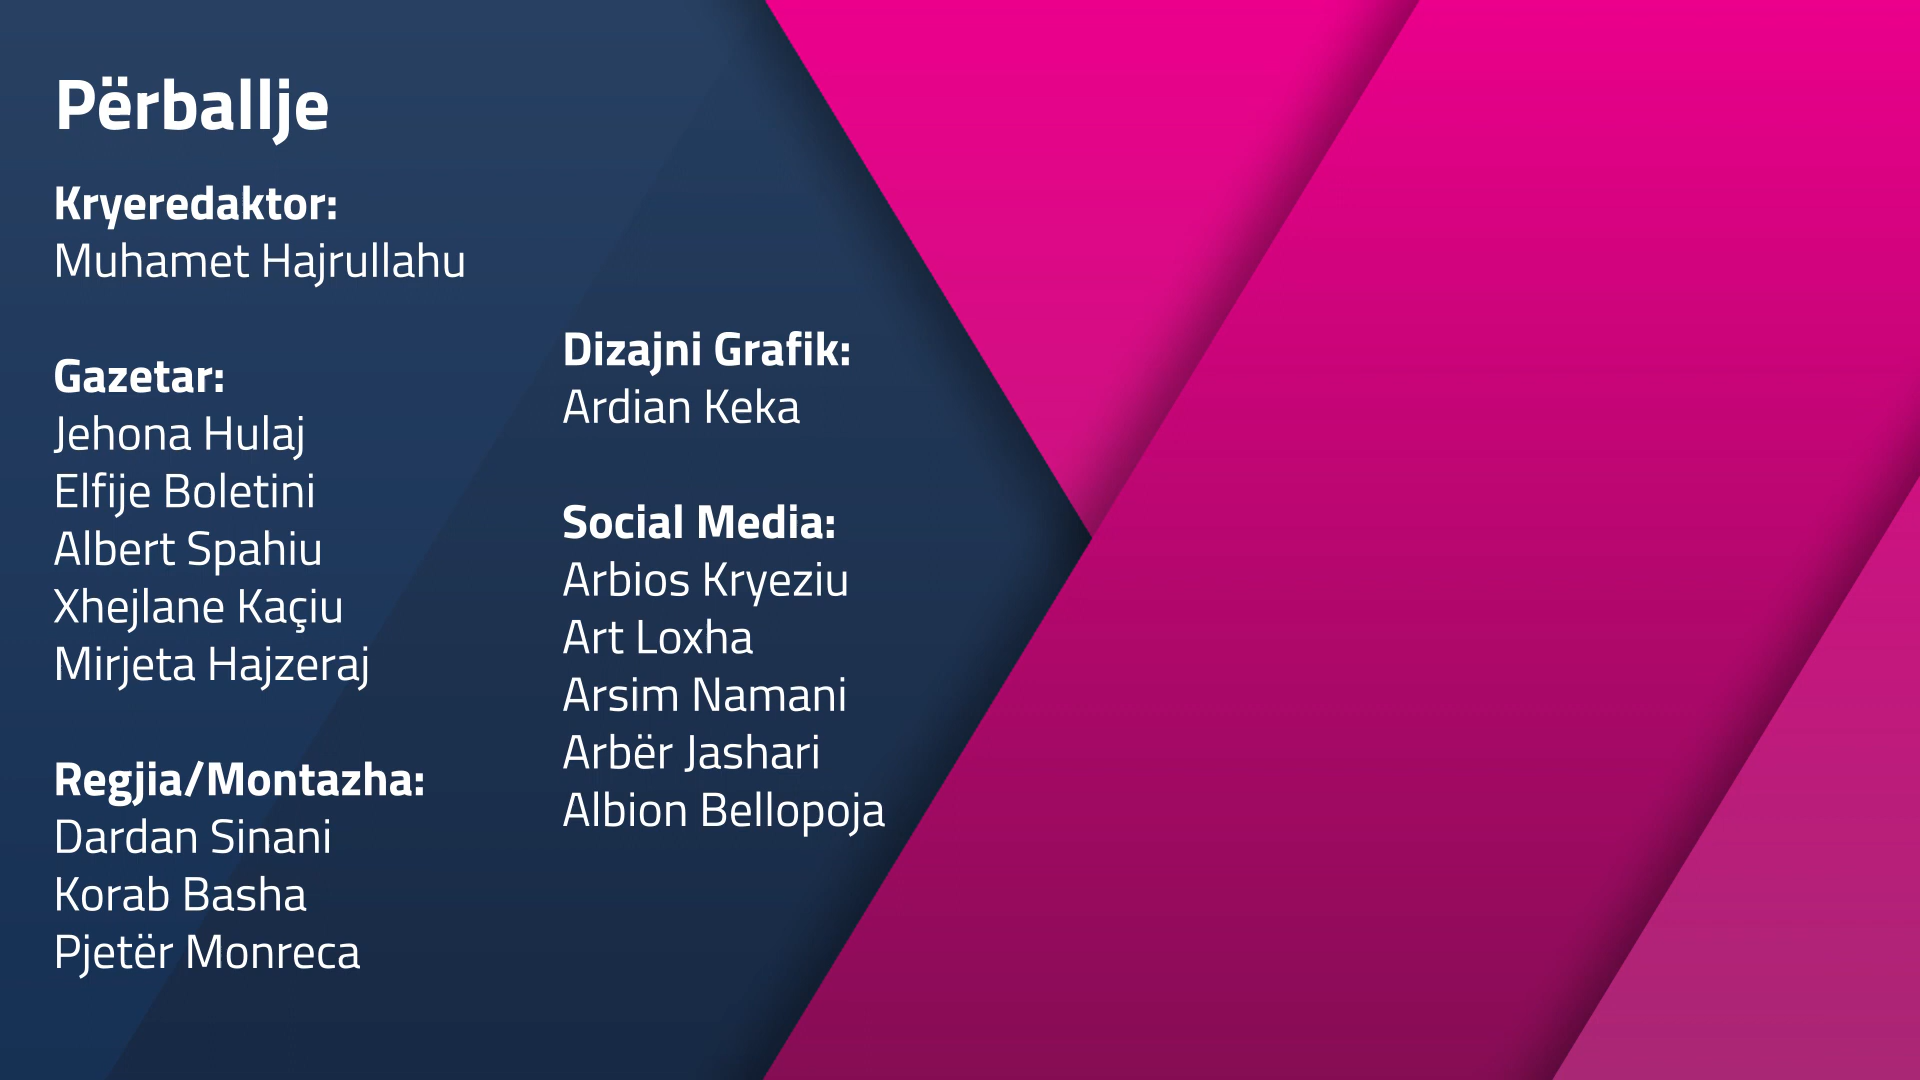 Përballje
Kryeredaktor:
Muhamet Hajrullahu
Gazetar:
Jehona Hulaj
Elfije Boletini
Albert Spahiu
Xhejlane Kaçiu
Mirjeta Hajzeraj
Regjia/Montazha:
Dardan Sinani
Korab Basha
Pjetër Monreca
Dizajni Grafik:
Ardian Keka
Social Media:
Arbios Kryeziu
Art Loxha
Arsim Namani
Arbër Jashari
Albion Bellopoja